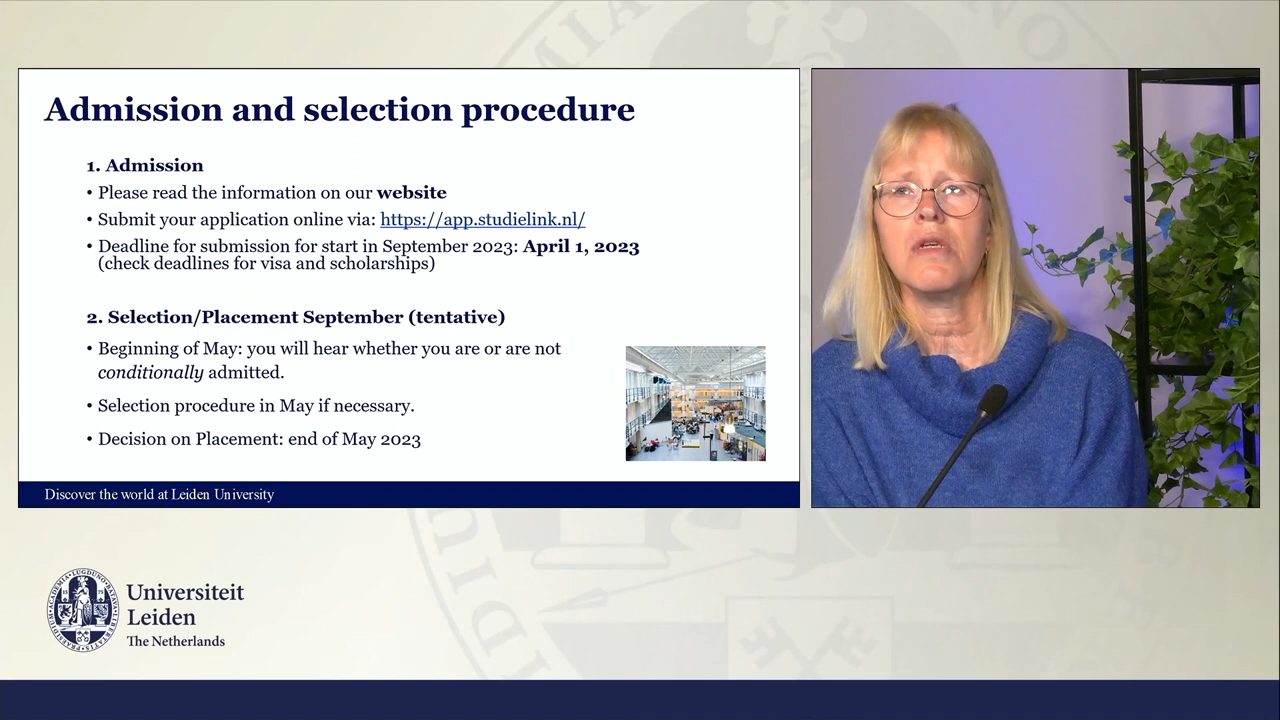 Admission and selection procedure
1. Admission
• Please read the information on our website
• Submit your application online via: https://app.studielink.nl/
• Deadline for submission for start in September 2023: April 1, 2023
(check deadlines for visa and scholarships)
2. Selection/Placement September (tentative)
• Beginning of May: you will hear whether you are or are not
conditionally admitted.
• Selection procedure in May if necessary.
• Decision on Placement: end of May 2023
Discover the world at Leiden University
Universiteit
Leiden
The Netherlands